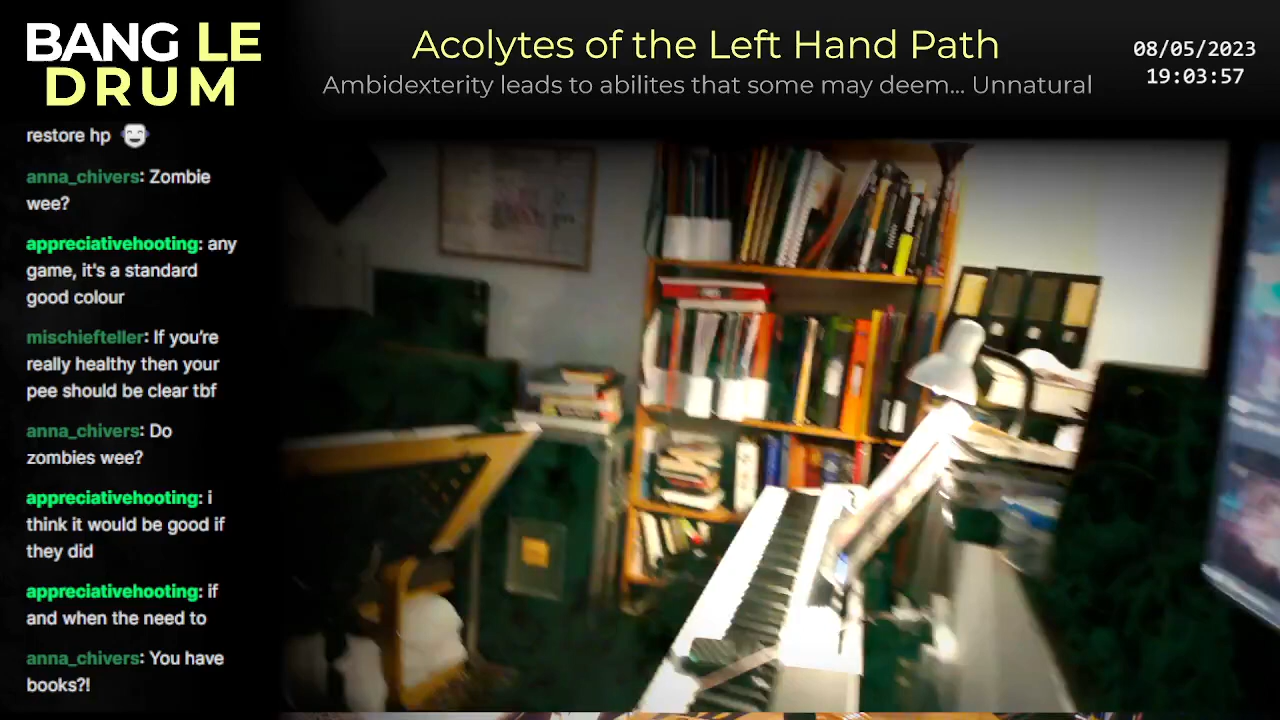 BANG LE
DRUM
Acolytes of the Left Hand Path
Ambidexterity leads to abilites that some may deem... Unnatural
08/05/2023
19:03:57
restore hp
anna_chivers: Zombie
wee?
appreciativehooting: any
game, it's a standard
good colour
mischiefteller: If you’re
really healthy then your
pee should be clear tbf
anna_chivers: Do
zombies wee?
appreciativehooting: i
think it would be good if
they did
appreciativehooting: if
and when the need to
anna_chivers: You have
books?!